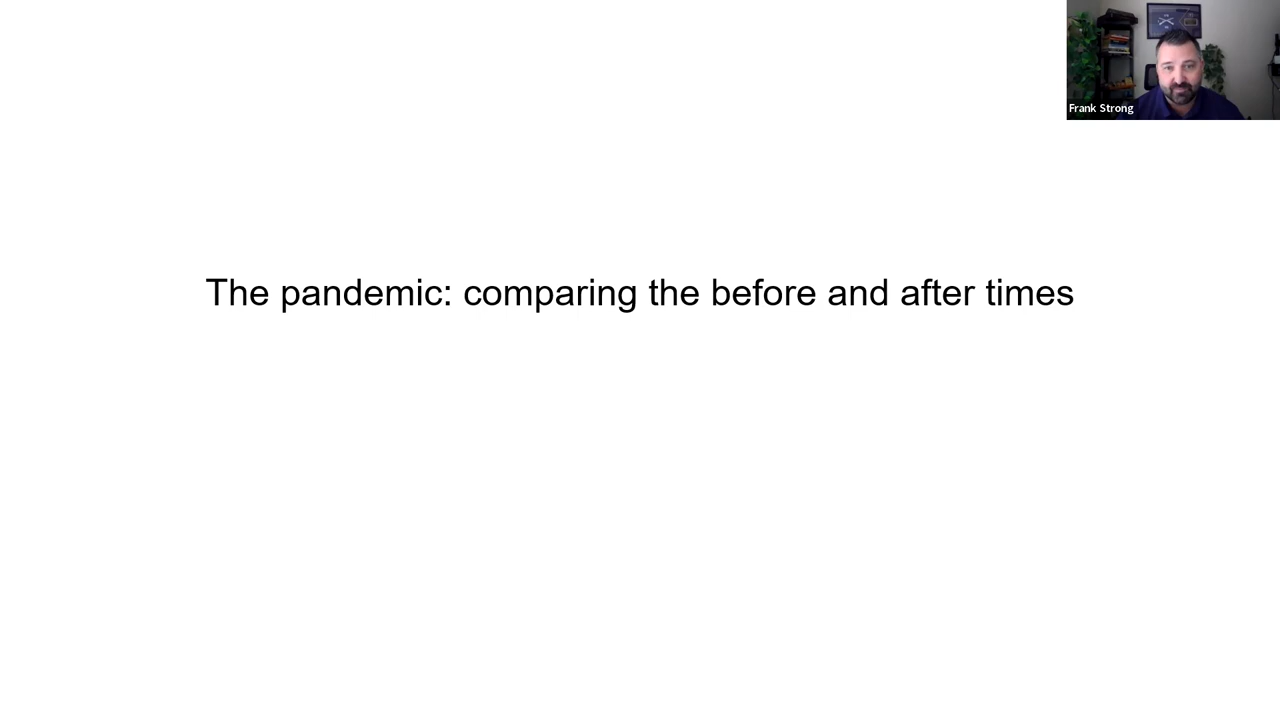 Frank Strong
The pandemic: comparing the before and after times